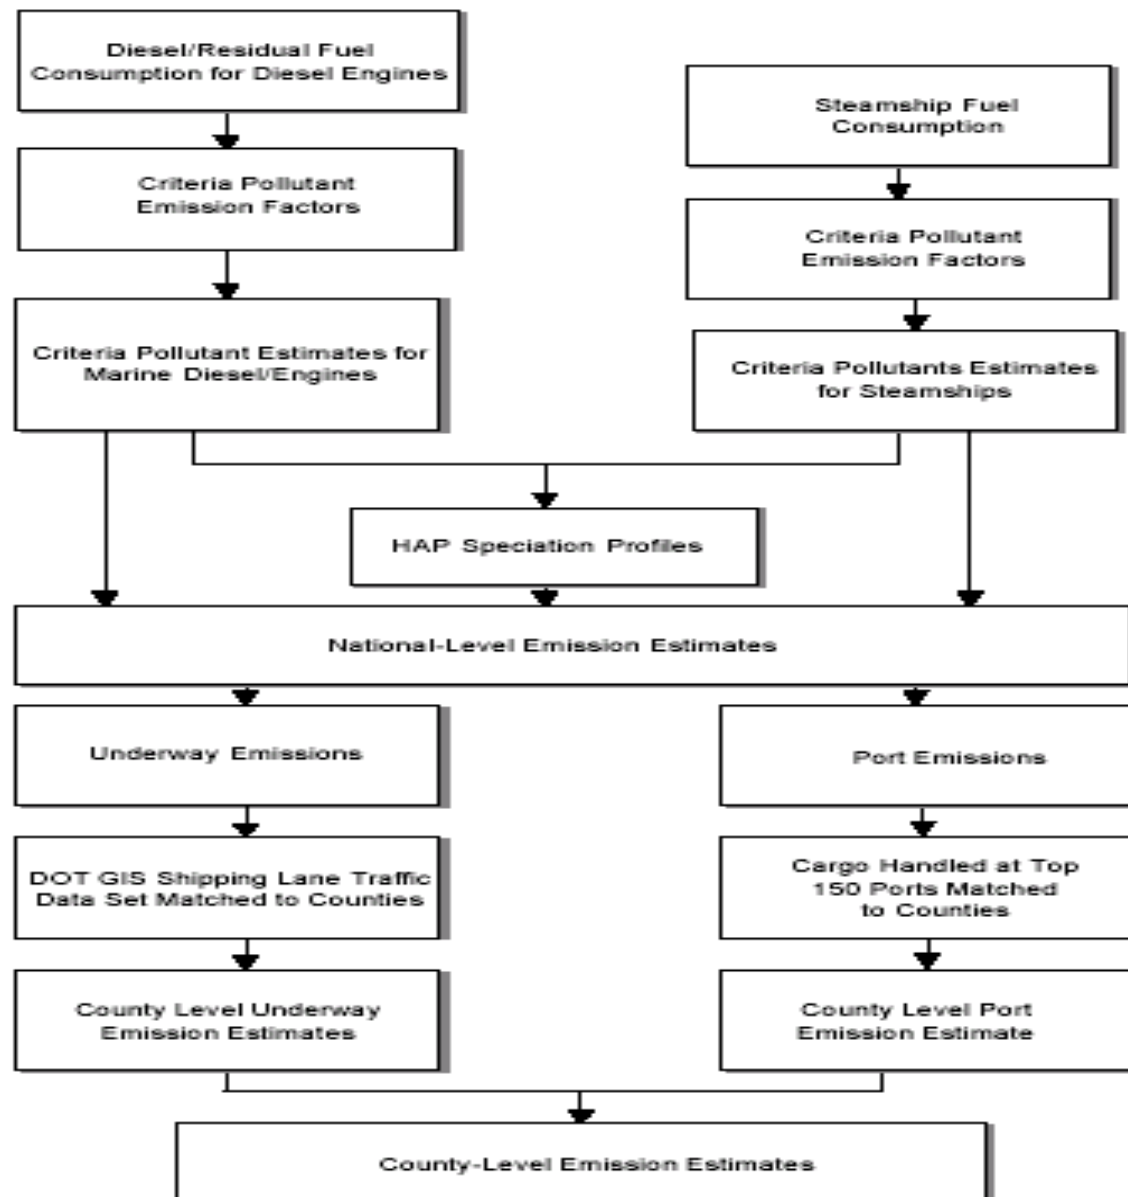 Diesel/Residual Fuel
Consumption for Diesel Engines
Steamship Fuel
Consumption
Criteria Pollutant
Emission Factors
Criteria Pollutant
Emission Factors
Criteria Pollutant Estimates for
Marine Diesel/Engines
Criteria Pollutants Estimates
for Steamships
HAP Speciation Profiles
National-Level Emission Estimates
Underway Emissions
Port Emissions
DOT GIS Shipping Lane Traffic
Data Set Matched to Counties
Cargo Handled at Top
150 Ports Matched
to Counties
County Level Underway
Emission Estimates
County Level Port
Emission Estimate
County-Level Emission Estimates